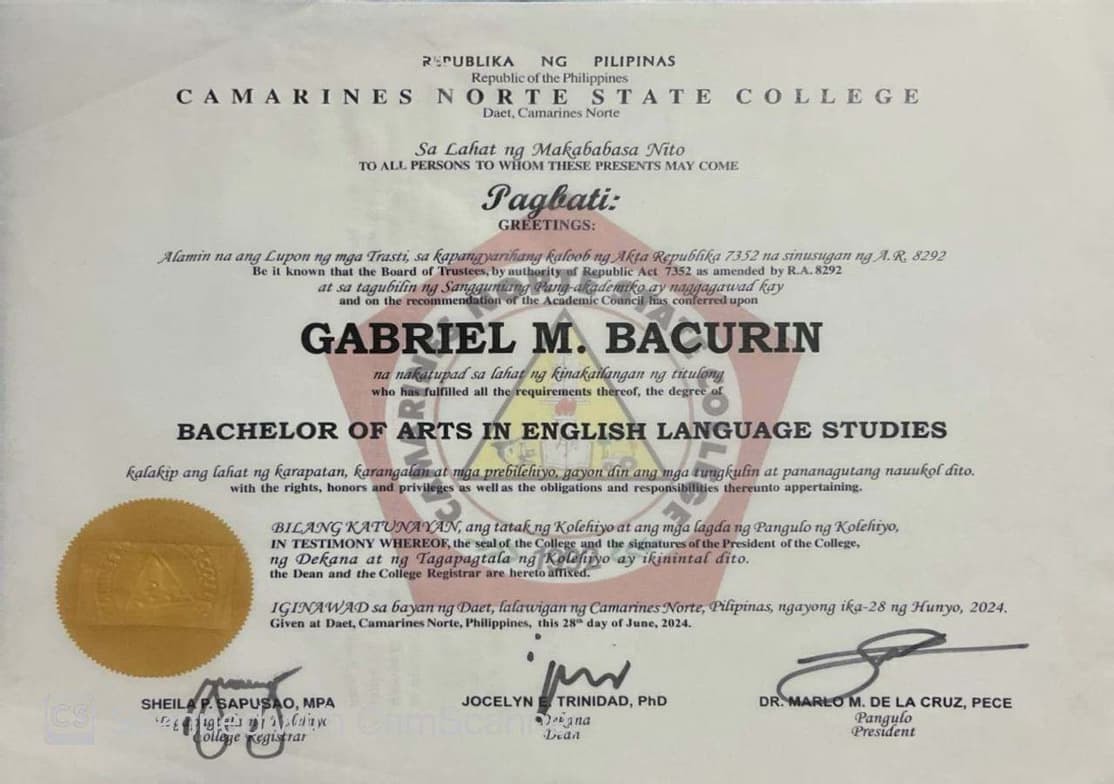 REPUBLIKA NG PILIPINAS
Republic of the Philippines
CAMARINES NORTE STATE COLLEGE
Daet, Camarines Norte
Sa Lahat ng Makababasa Nito
TO ALL PERSONS TO WHOM THESE PRESENTS MAY COME
Pagbati:
GREETINGS:
Alamin na ang Lupon ng mga Trasti, sa kapangyarihang kaloob ng Akta Republika 7352 na sinusugan ng A.R. 8292
Be it known that the Board of Trustees, by authority of Republic Act 7352 as amended by R.A. 8292
at sa tagubilin ng Sangguniang Pang-akademiko ay naggagawad kay
and on the recommendation of the Academic Council has conferred upon
GABRIEL M. BACURIN
na nakatupad sa lahat ng kinakailangan ng titulong
who has fulfilled all the requirements thereof, the degree of
BACHELOR OF ARTS IN ENGLISH LANGUAGE STUDIES
kalakip ang lahat ng karapatan, karangalan at mga prebilehiyo, gayon din ang mga tungkulin at pananagutang nauukol dito.
with the rights, honors and privileges as well as the obligations and responsibilities thereunto appertaining.
BILANG KATUNAYAN, ang tatak ng Kolehiyo at ang mga lagda ng Pangulo ng Kolehiyo,
IN TESTIMONY WHEREOF, the seal of the College and the signatures of the President of the College,
ng Dekana at ng Tagapagtala ng Kolehiyo ay ikinintal dito.
the Dean and the College Registrar are hereto affixed.
IGINAWAD sa bayan ng Daet, lalawigan ng Camarines Norte, Pilipinas, ngayong ika-28 ng Hunyo, 2024.
Given at Daet, Camarines Norte, Philippines, this 28th day of June, 2024.
CAMARINES NORTE STATE COLLEGE
1992
SHEILA P. SAPUSAO, MPA
College Registrar
JOCELYN E. TRINIDAD, PhD
Dekana
Dean
DR. MARLO M. DE LA CRUZ, PECE
Pangulo
President
CS